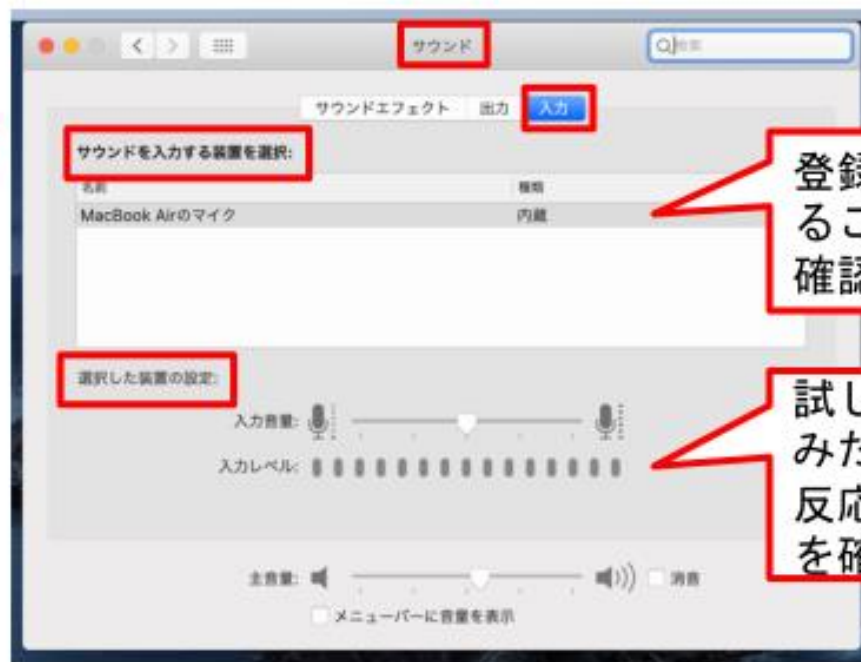 サウンド
検索
サウンドエフェクト 出力 入力
サウンドを入力する装置を選択:
名前 種類
MacBook Airのマイク 内蔵
登録
るこ
確認
選択した装置の設定:
入力音量:
入力レベル:
試し
みた
反応
を確
主音量: 消音
メニューバーに音量を表示